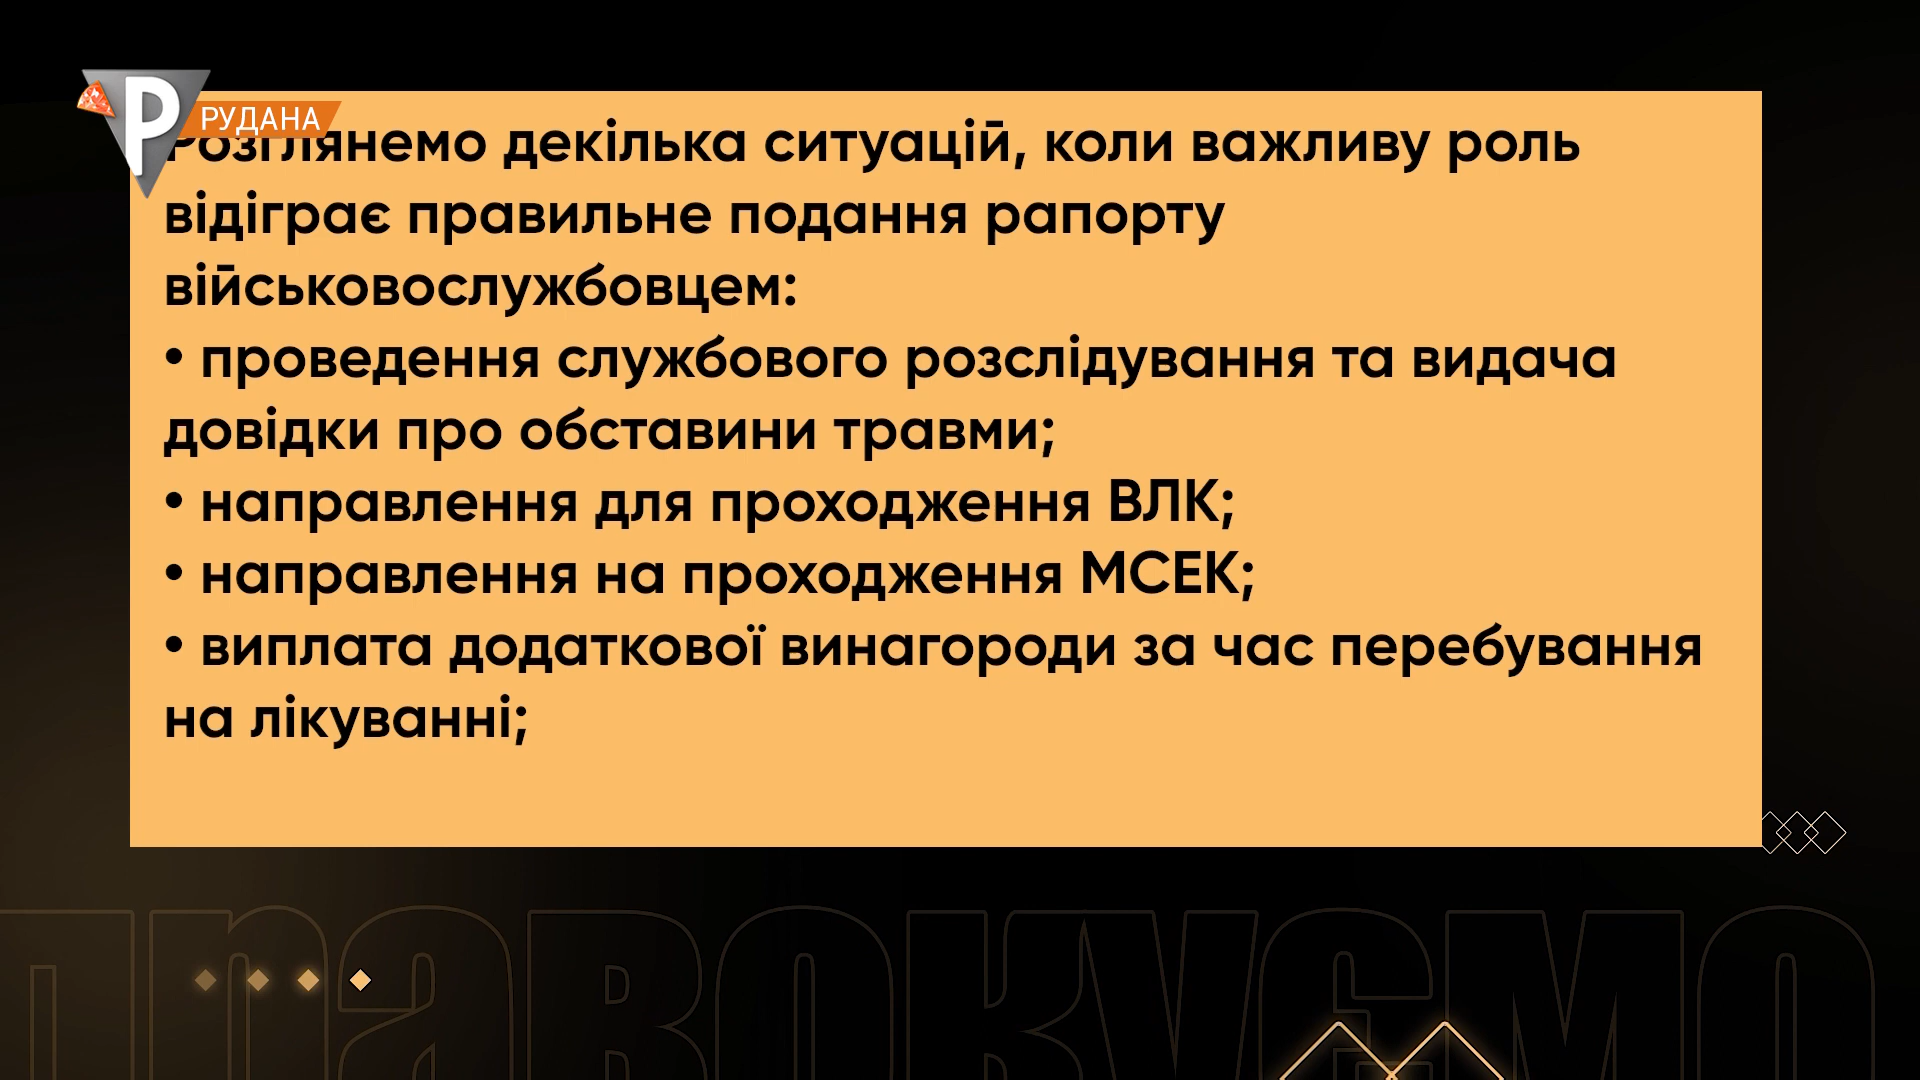 Р
РУДАНА
Розглянемо декілька ситуацій, коли важливу роль
відіграє правильне подання рапорту
військовослужбовцем:
• проведення службового розслідування та видача
довідки про обставини травми;
• направлення для проходження ВЛК;
• направлення на проходження МСЕК;
• виплата додаткової винагороди за час перебування
на лікуванні;
правокуємо